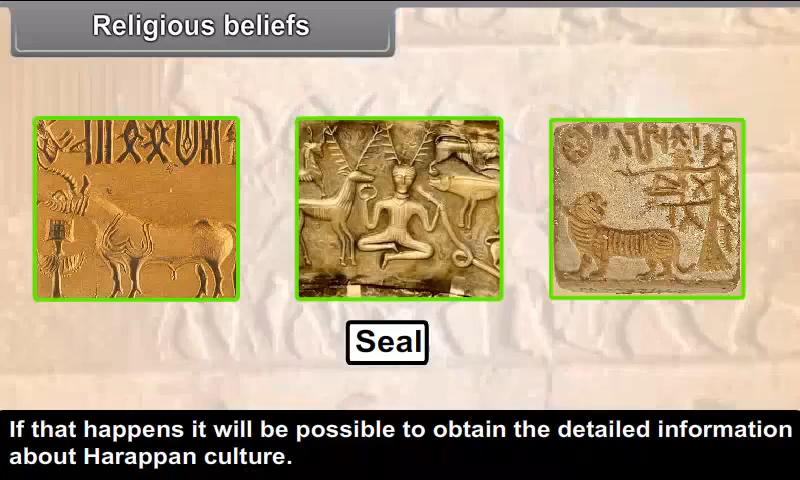 Religious beliefs
Seal
If that happens it will be possible to obtain the detailed information
about Harappan culture.